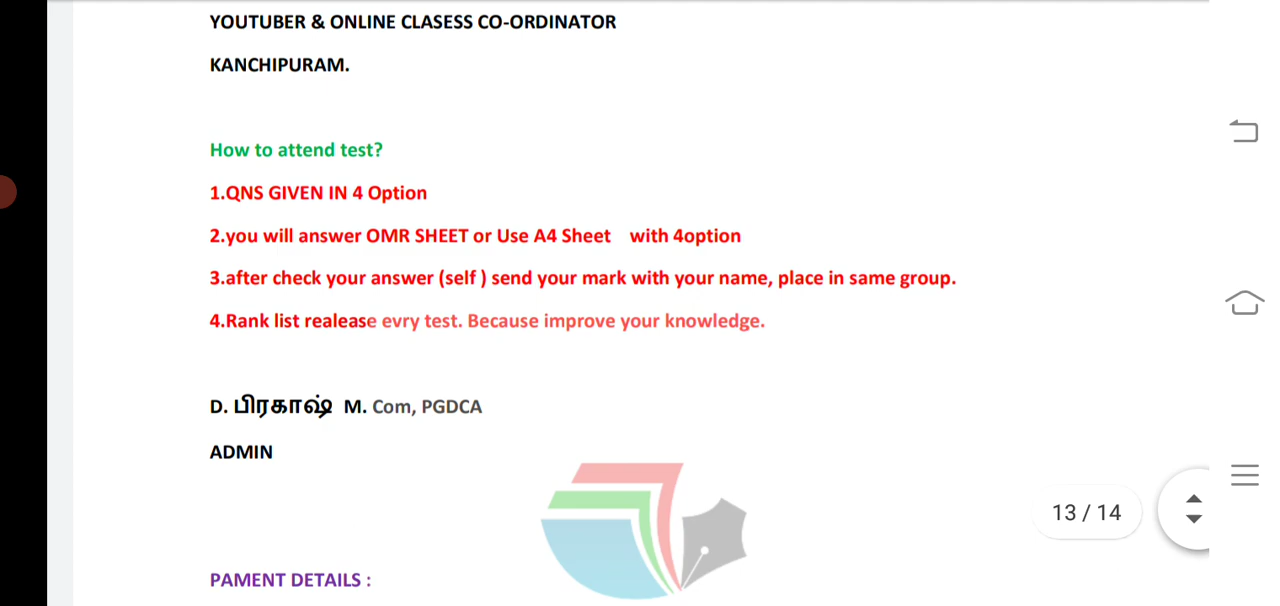 YOUTUBER & ONLINE CLASESS CO-ORDINATOR
KANCHIPURAM.
How to attend test?
1.QNS GIVEN IN 4 Option
2.you will answer OMR SHEET or Use A4 Sheet with 4option
3.after check your answer (self ) send your mark with your name, place in same group.
4.Rank list realease evry test. Because improve your knowledge.
D. பிரகாஷ் M. Com, PGDCA
ADMIN
13 / 14
PAMENT DETAILS :